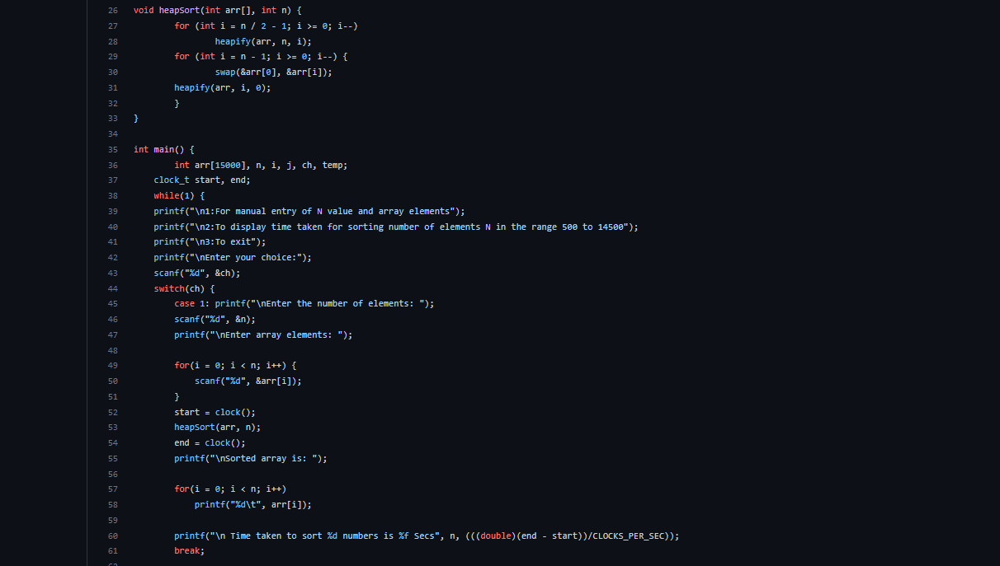 26 void heapSort(int arr[], int n) {
27 for (int i = n / 2 - 1; i >= 0; i--)
28 heapify(arr, n, i);
29 for (int i = n - 1; i >= 0; i--) {
30 swap(&arr[0], &arr[i]);
31 heapify(arr, i, 0);
32 }
33 }
34
35 int main() {
36 int arr[15000], n, i, j, ch, temp;
37 clock_t start, end;
38 while(1) {
39 printf("\n1:For manual entry of N value and array elements");
40 printf("\n2:To display time taken for sorting number of elements N in the range 500 to 14500");
41 printf("\n3:To exit");
42 printf("\nEnter your choice:");
43 scanf("%d", &ch);
44 switch(ch) {
45 case 1: printf("\nEnter the number of elements: ");
46 scanf("%d", &n);
47 printf("\nEnter array elements: ");
48
49 for(i = 0; i < n; i++) {
50 scanf("%d", &arr[i]);
51 }
52 start = clock();
53 heapSort(arr, n);
54 end = clock();
55 printf("\nSorted array is: ");
56
57 for(i = 0; i < n; i++)
58 printf("%d\t", arr[i]);
59
60 printf("\n Time taken to sort %d numbers is %f Secs", n, (((double)(end - start))/CLOCKS_PER_SEC));
61 break;